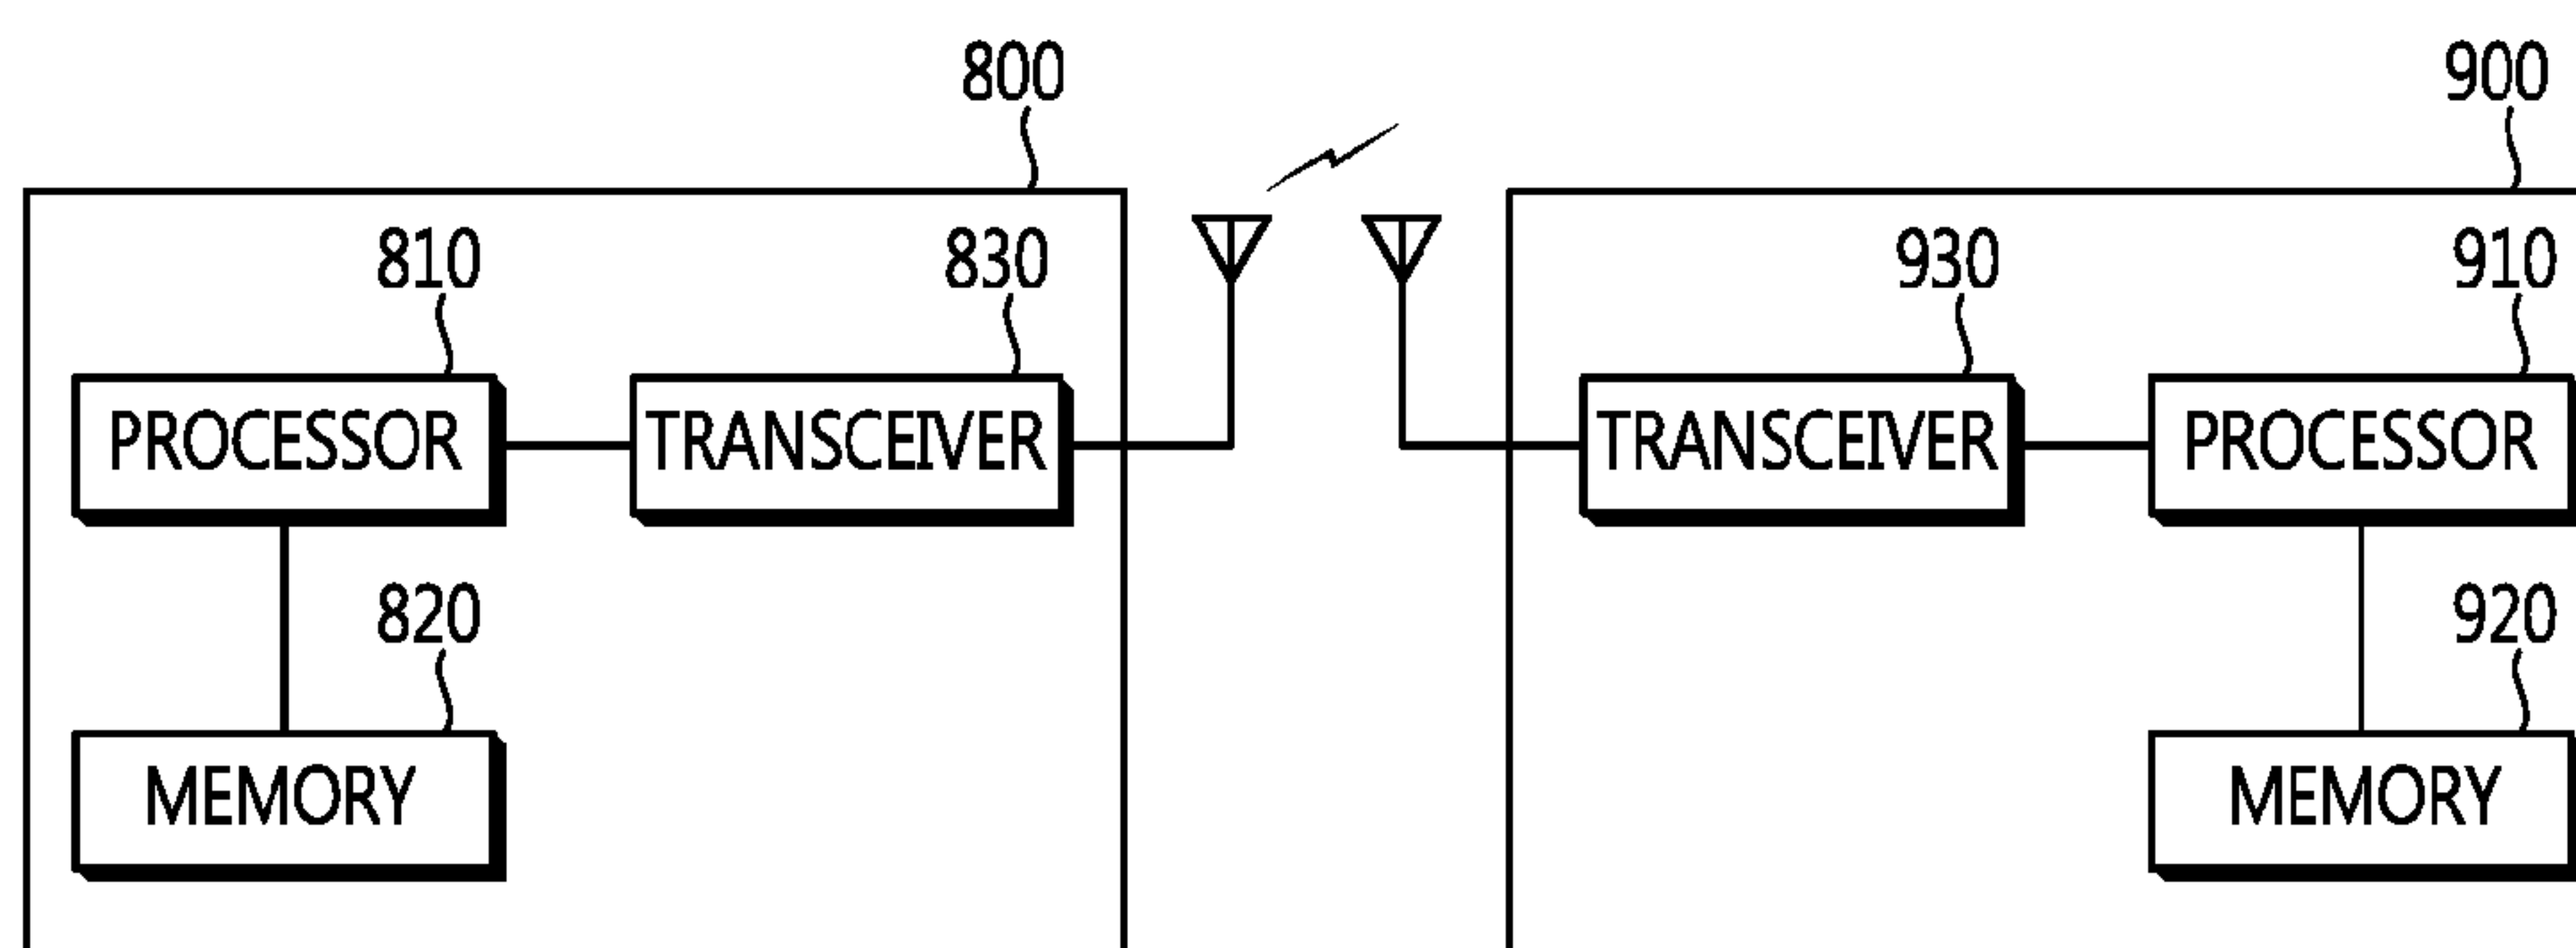 800 900
810 830 930 910
PROCESSOR TRANSCEIVER TRANSCEIVER PROCESSOR
820 920
MEMORY MEMORY